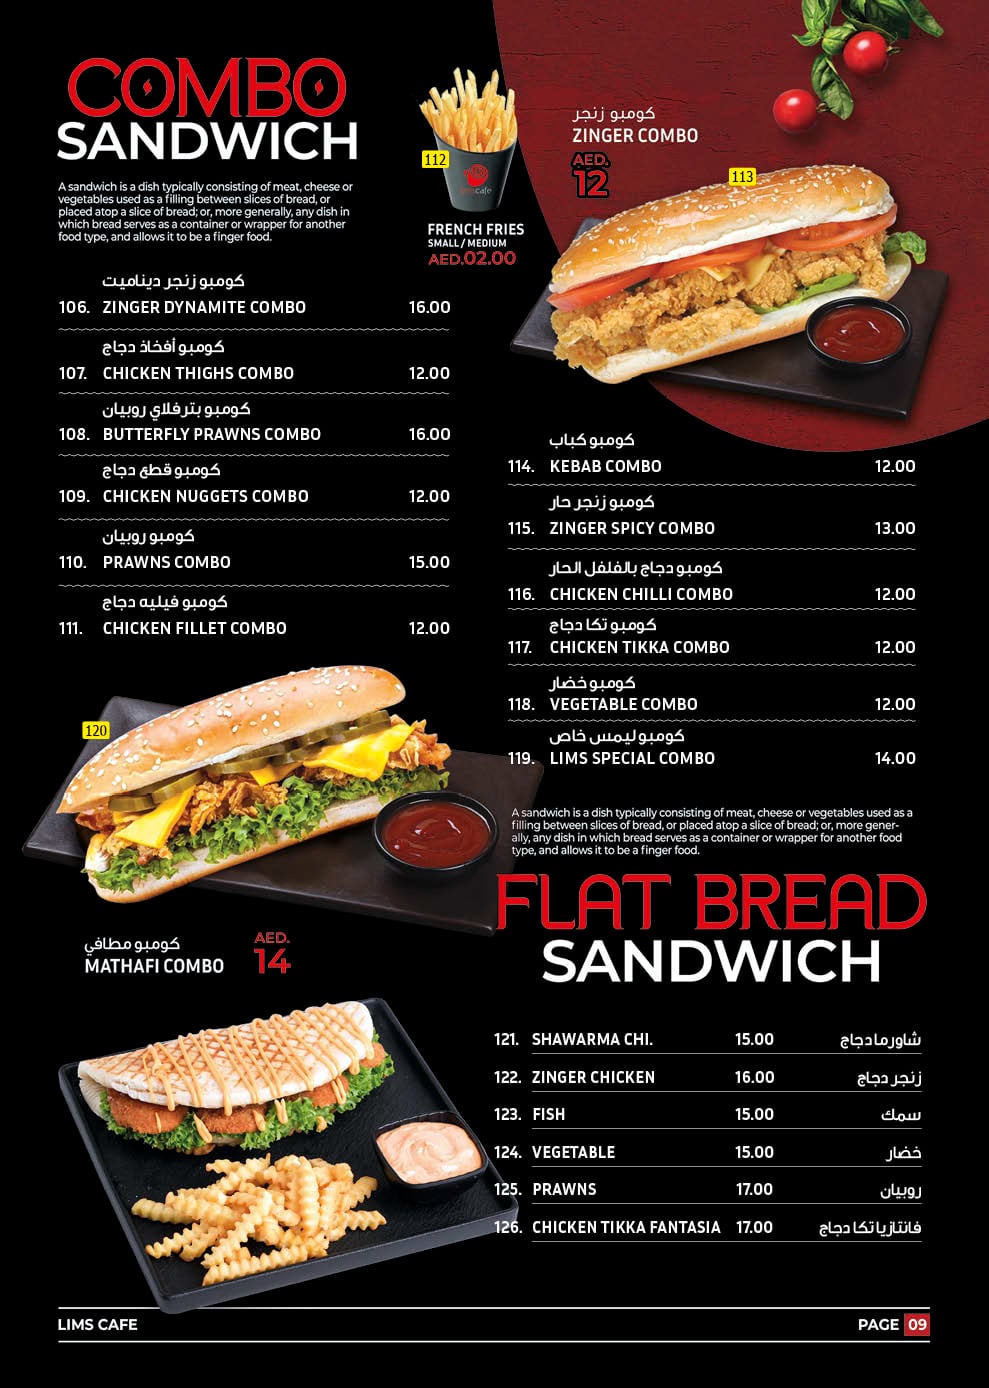 COMBO
SANDWICH
A sandwich is a dish typically consisting of meat, cheese or
vegetables used as a filling between slices of bread, or
placed atop a slice of bread; or, more generally, any dish in
which bread serves as a container or wrapper for another
food type, and allows it to be a finger food.
112
FRENCH FRIES
SMALL / MEDIUM
AED.02.00
كومبو زنجر
ZINGER COMBO
AED.
12
113
كومبو زنجر ديناميت
106. ZINGER DYNAMITE COMBO 16.00
كومبو أفخاذ دجاج
107. CHICKEN THIGHS COMBO 12.00
كومبو بترفلاي روبيان
108. BUTTERFLY PRAWNS COMBO 16.00
كومبو قطع دجاج
109. CHICKEN NUGGETS COMBO 12.00
كومبو روبيان
110. PRAWNS COMBO 15.00
كومبو فيليه دجاج
111. CHICKEN FILLET COMBO 12.00
كومبو كباب
114. KEBAB COMBO 12.00
كومبو زنجر حار
115. ZINGER SPICY COMBO 13.00
كومبو دجاج بالفلفل الحار
116. CHICKEN CHILLI COMBO 12.00
كومبو تكا دجاج
117. CHICKEN TIKKA COMBO 12.00
كومبو خضار
118. VEGETABLE COMBO 12.00
كومبو ليمس خاص
119. LIMS SPECIAL COMBO 14.00
120
كومبو مطافي
MATHAFI COMBO
AED.
14
A sandwich is a dish typically consisting of meat, cheese or vegetables used as a
filling between slices of bread, or placed atop a slice of bread; or, more gener-
ally, any dish in which bread serves as a container or wrapper for another food
type, and allows it to be a finger food.
FLAT BREAD
SANDWICH
121. SHAWARMA CHI. 15.00 شاورما دجاج
122. ZINGER CHICKEN 16.00 زنجر دجاج
123. FISH 15.00 سمك
124. VEGETABLE 15.00 خضار
125. PRAWNS 17.00 روبيان
126. CHICKEN TIKKA FANTASIA 17.00 فانتازيا تكا دجاج
LIMS CAFE
PAGE 09